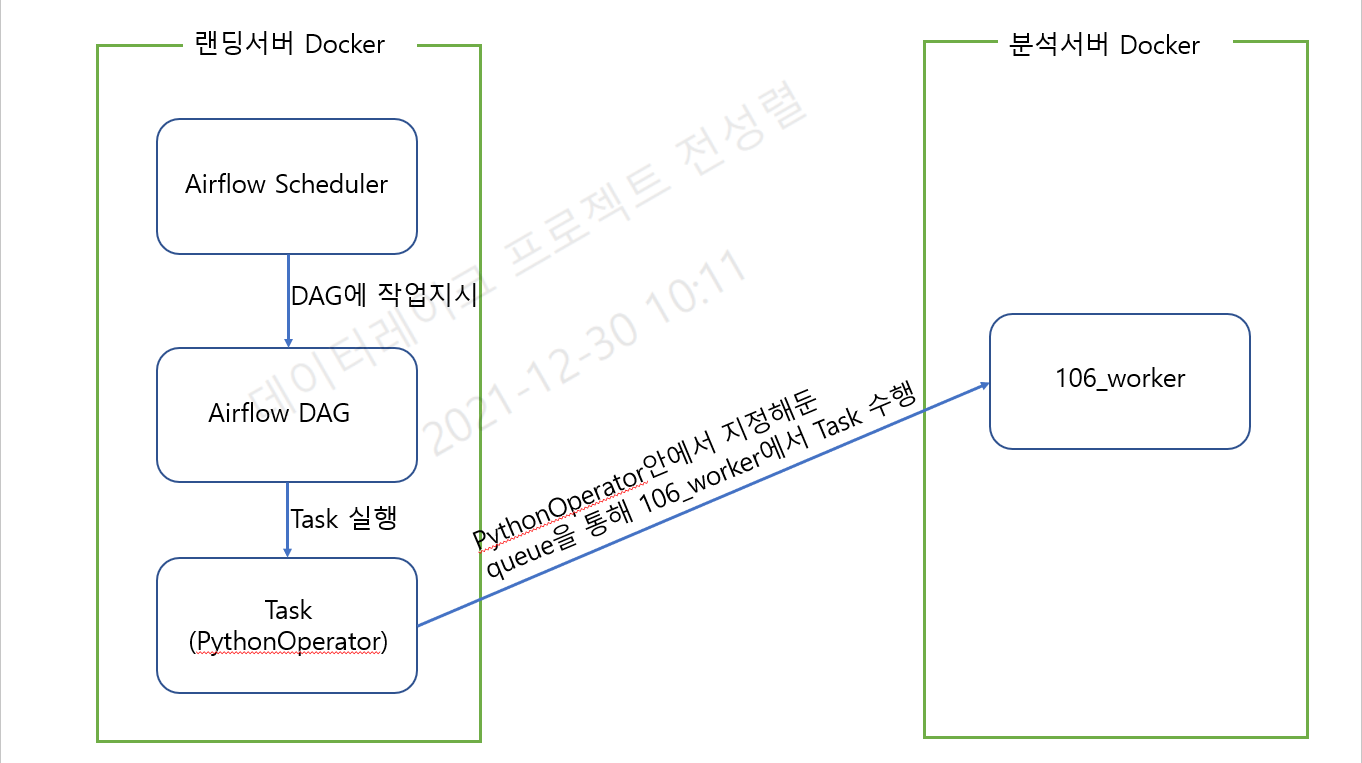 랜딩서버 Docker
분석서버 Docker
Airflow Scheduler
DAG에 작업지시
Airflow DAG
Task 실행
Task
(PythonOperator)
PythonOperator안에서 지정해둔
queue을 통해 106_worker에서 Task 수행
106_worker
데이터레이크 프로젝트 전성렬
2021-12-30 10:11